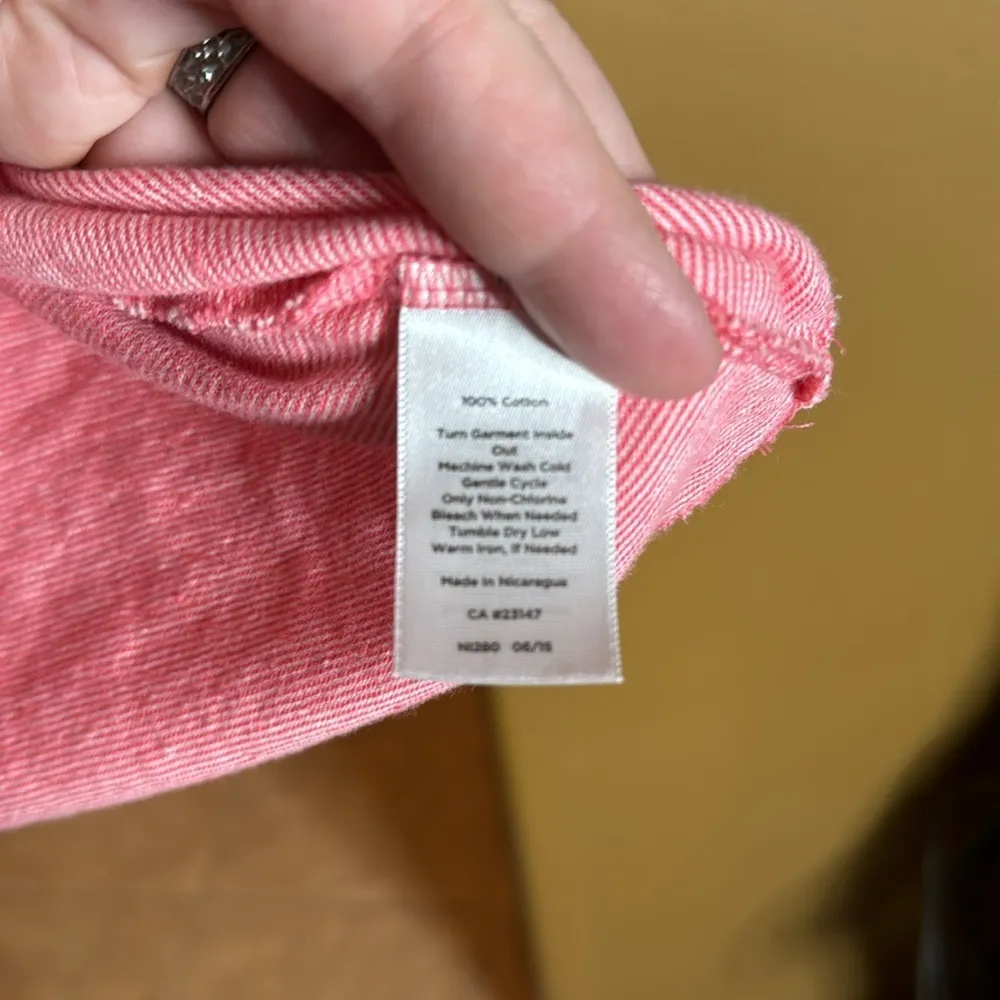 100% Cotton
Turn Garment Inside
Out
Machine Wash Cold
Gentle Cycle
Only Non-Chlorine
Bleach When Needed
Tumble Dry Low
Warm Iron, If Needed
Made in Nicaragua
CA #23147
NI280 06/15